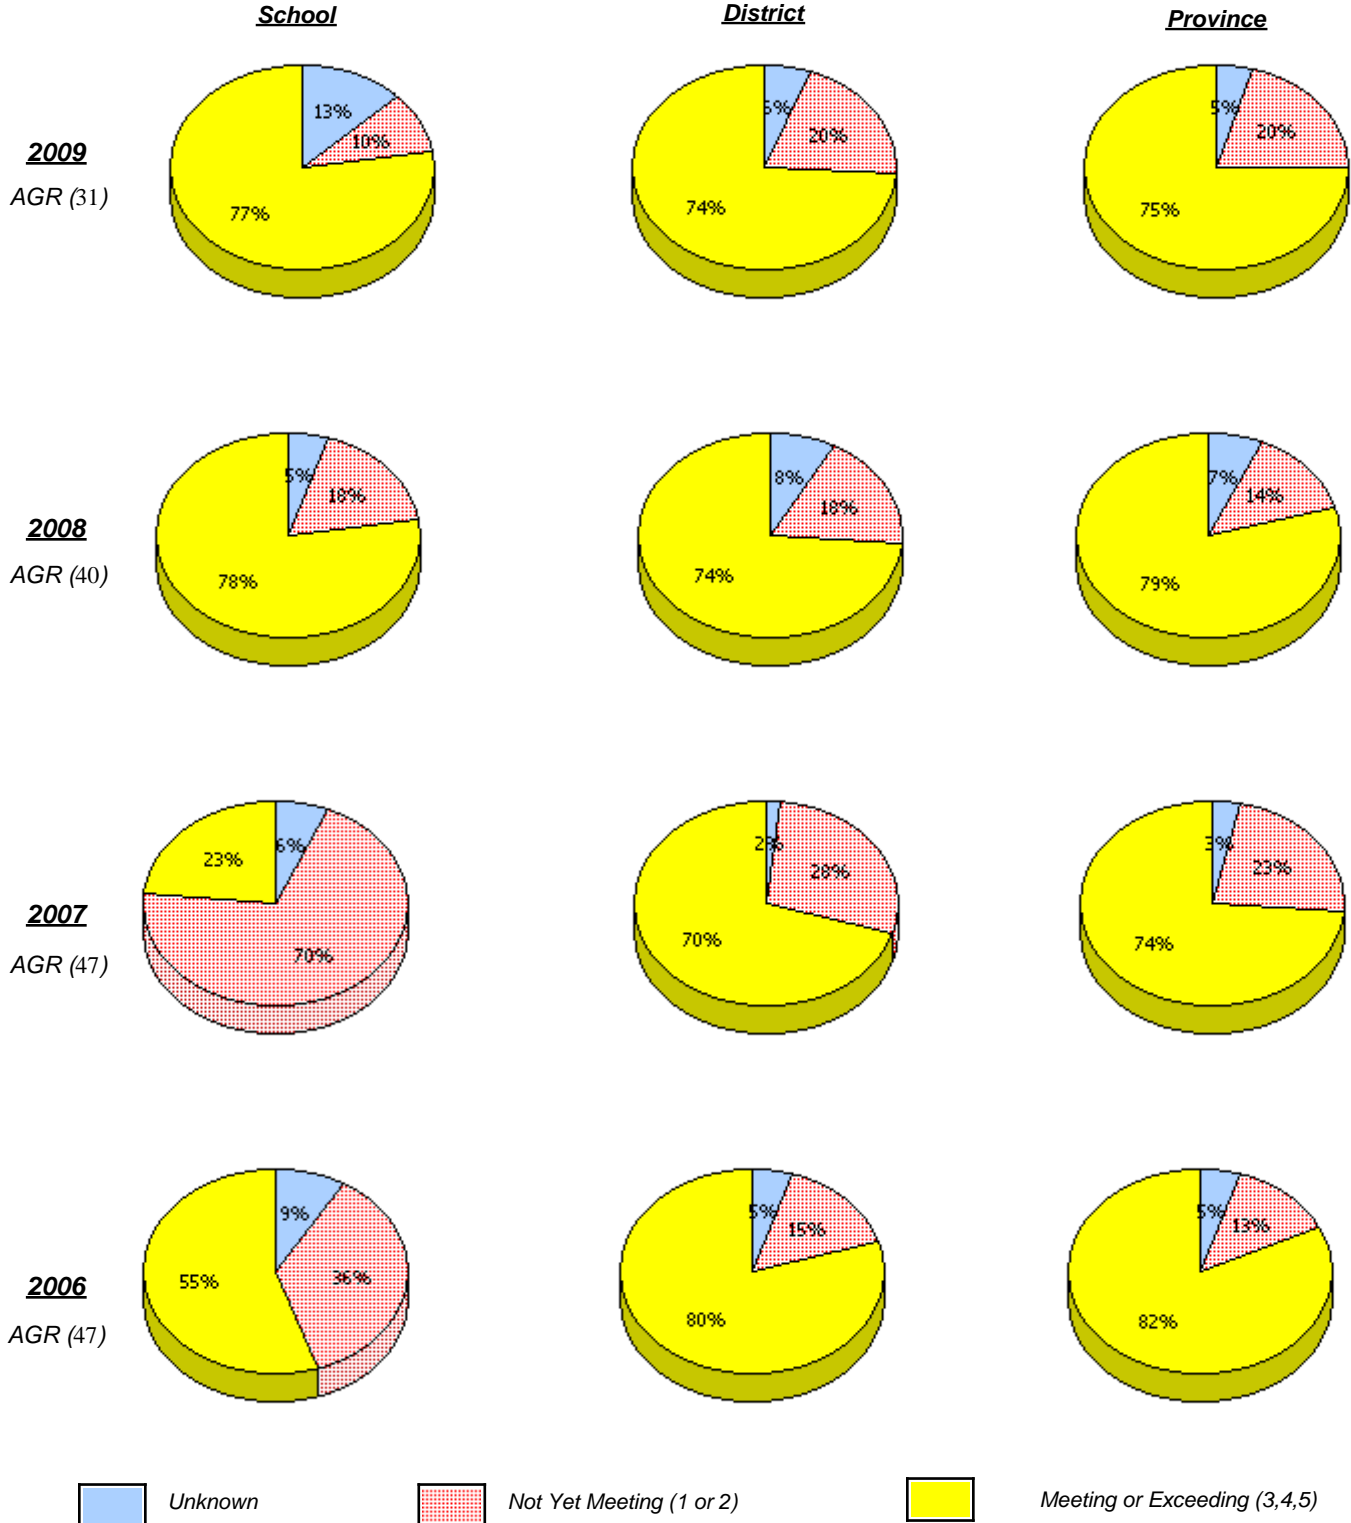 School District Province
13% 10% 77%
6% 20% 74%
5% 20% 75%
2009
AGR (31)
5% 18% 78%
8% 18% 74%
7% 14% 79%
2008
AGR (40)
23% 6% 70%
2% 28% 70%
3% 23% 74%
2007
AGR (47)
9% 36% 55%
5% 15% 80%
5% 13% 82%
2006
AGR (47)
Unknown Not Yet Meeting (1 or 2) Meeting or Exceeding (3,4,5)